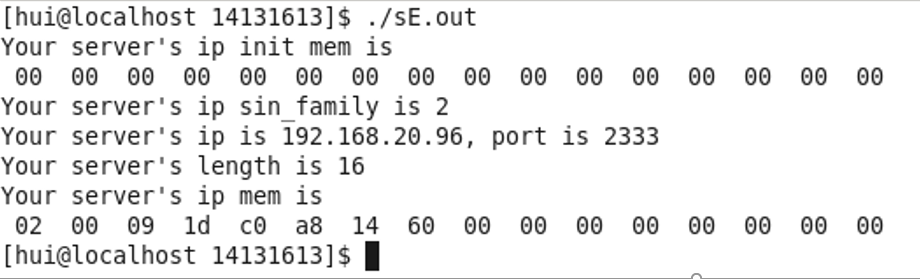 [hui@localhost 14131613]$ ./sE.out
Your server's ip init mem is
00 00 00 00 00 00 00 00 00 00 00 00 00 00 00 00
Your server's ip sin_family is 2
Your server's ip is 192.168.20.96, port is 2333
Your server's length is 16
Your server's ip mem is
02 00 09 1d c0 a8 14 60 00 00 00 00 00 00 00 00
[hui@localhost 14131613]$